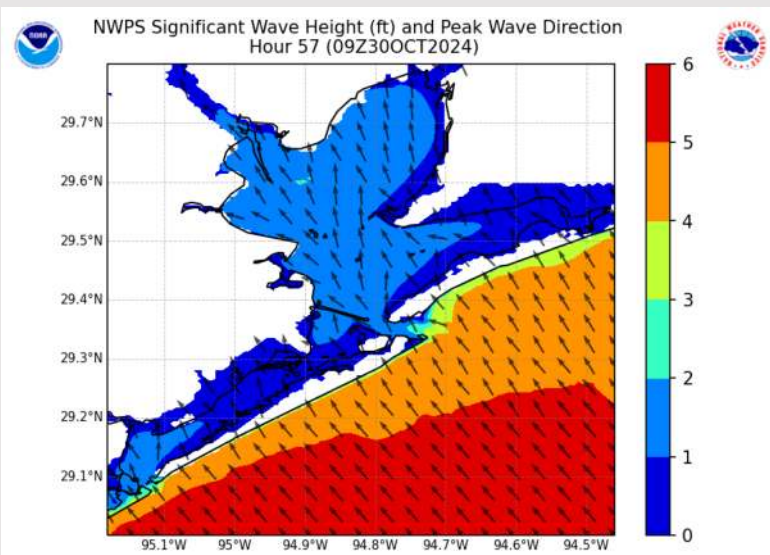 NWPS Significant Wave Height (ft) and Peak Wave Direction
Hour 57 (09Z30OCT2024)
NOAA
29.7°N
29.6°N
29.5°N
29.4°N
29.3°N
29.2°N
29.1°N
95.1°W 95°W 94.9°W 94.8°W 94.7°W 94.6°W 94.5°W
6
5
4
3
2
1
0